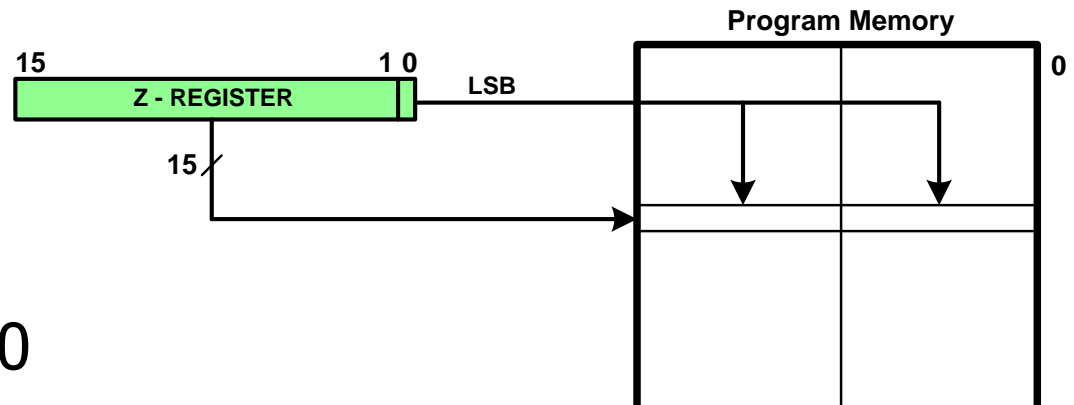 Program Memory
15 1 0 0
Z - REGISTER LSB
15
0